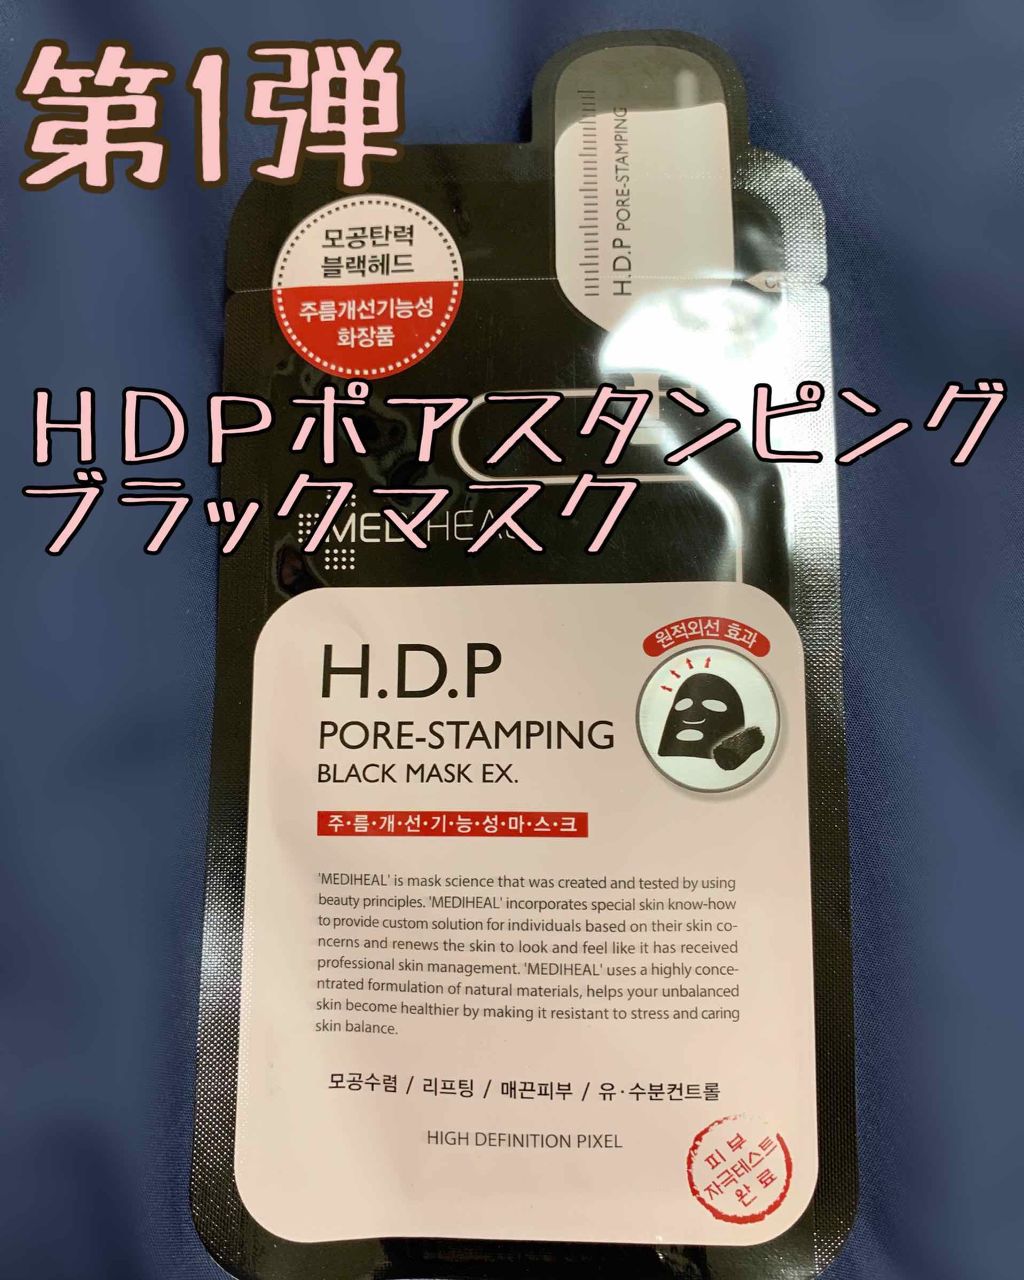 第1弾
H.D.P PORE-STAMPING
모공탄력
블랙헤드
주름개선기능성
화장품
HDPポアスタンピング
ブラックマスク
MEDIHEAL
H.D.P
PORE-STAMPING
BLACK MASK EX.
원적외선 효과
주·름·개·선·기·능·성·마·스·크
'MEDIHEAL' is mask science that was created and tested by using
beauty principles. 'MEDIHEAL' incorporates special skin know-how
to provide custom solution for individuals based on their skin co-
ncerns and renews the skin to look and feel like it has received
professional skin management. 'MEDIHEAL' uses a highly conce-
ntrated formulation of natural materials, helps your unbalanced
skin become healthier by making it resistant to stress and caring
skin balance.
모공수렴 / 리프팅 / 매끈피부 / 유·수분컨트롤
HIGH DEFINITION PIXEL
피부
자극테스트
완료